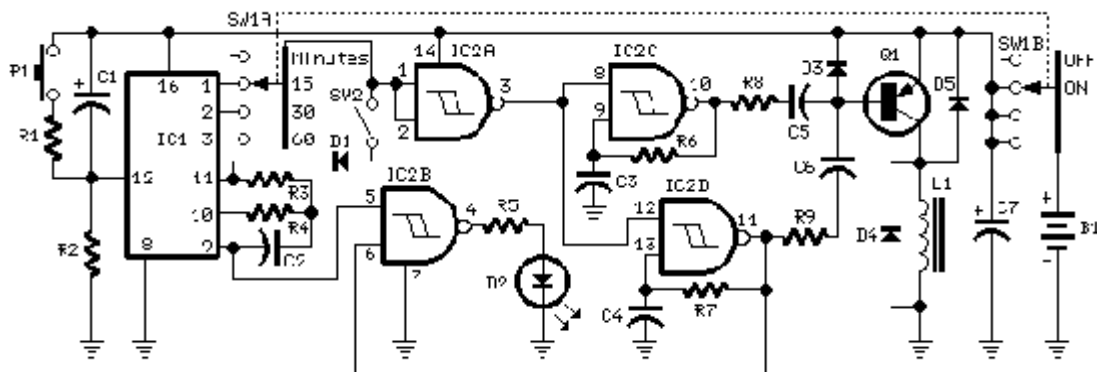 SW1A
P1
C1
R1
R2
16
IC1
1
2
3
12
11
10
9
8
R3
R4
C2
Minutes
15
30
60
SW2
D1
14
IC2A
1
2
3
IC2B
5
6
4
7
R5
D2
IC2C
8
9
10
R6
C3
IC2D
12
13
11
R7
C4
R8
C5
D3
C6
R9
Q1
D5
D4
L1
C7
SW1B
OFF
ON
B1
+
+
+
-